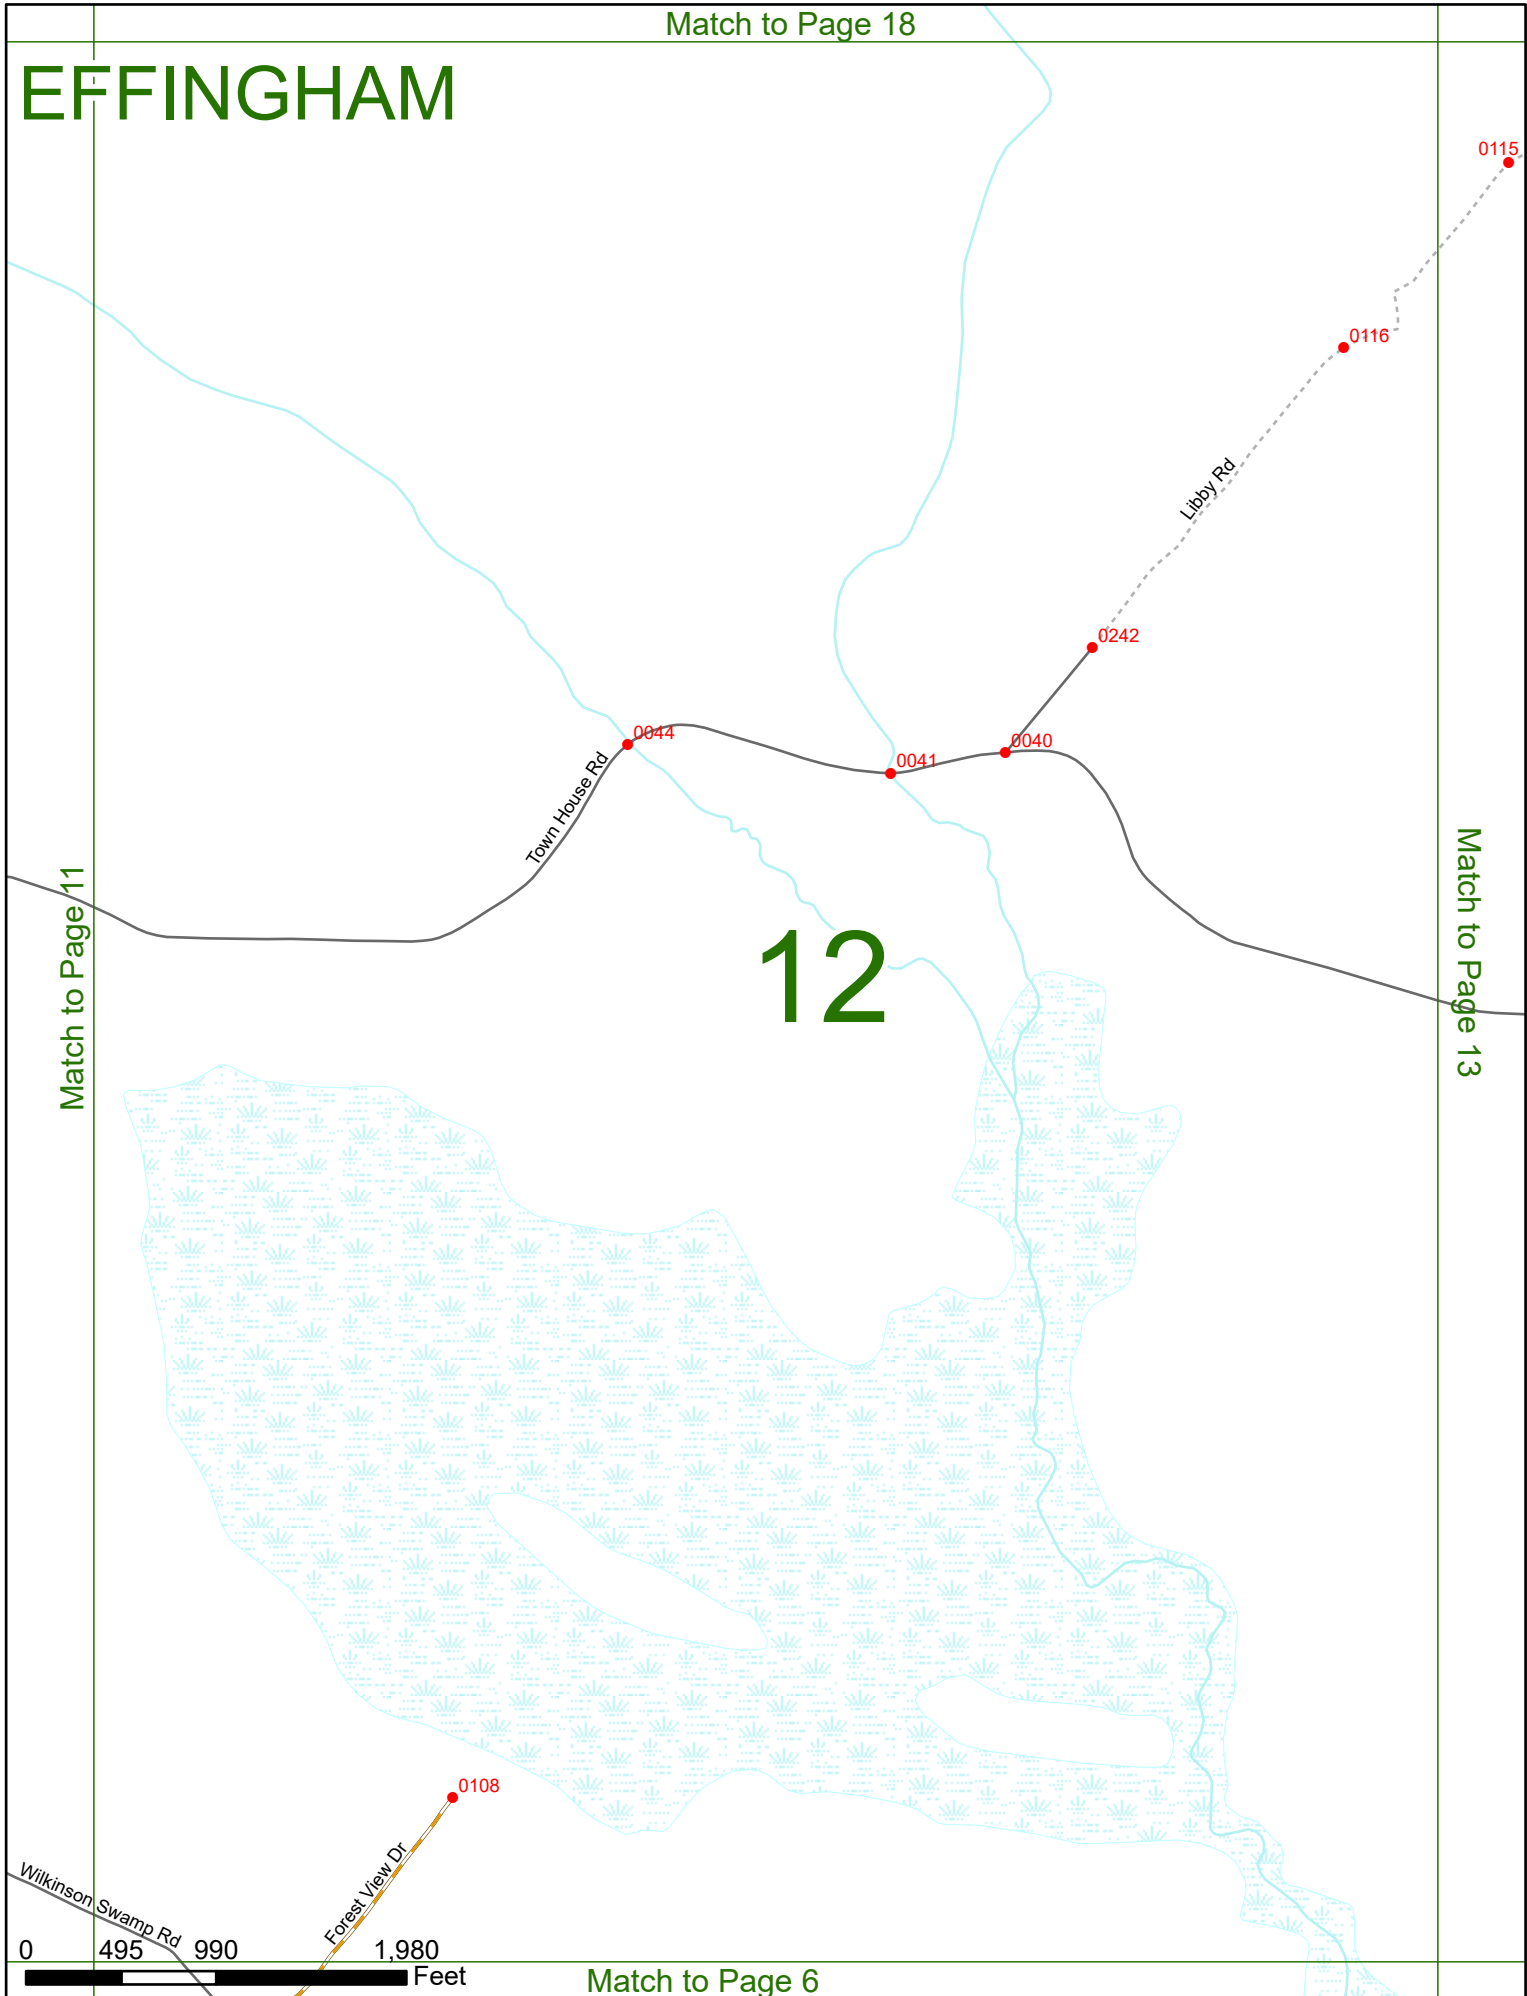 Match to Page 18
EFFINGHAM
0115
0116
Libby Rd
0242
0044
0040
0041
Town House Rd
Match to Page 11
Match to Page 13
12
0108
Forest View Dr
Wilkinson Swamp Rd
0 495 990 1,980
Feet
Match to Page 6